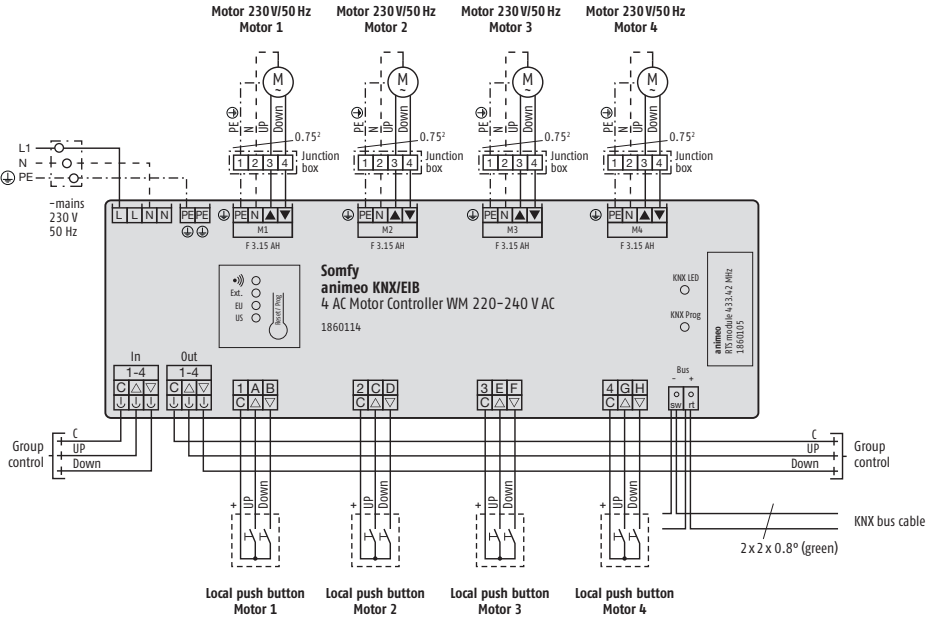 Motor 230 V/50 Hz
Motor 1
Motor 230 V/50 Hz
Motor 2
Motor 230 V/50 Hz
Motor 3
Motor 230 V/50 Hz
Motor 4
M
~
M
~
M
~
M
~
PE
N
UP
Down
PE
N
UP
Down
PE
N
UP
Down
PE
N
UP
Down
0.75²
0.75²
0.75²
0.75²
1 2 3 4
Junction
box
1 2 3 4
Junction
box
1 2 3 4
Junction
box
1 2 3 4
Junction
box
L1
N
PE
~mains
230 V
50 Hz
L L N N
PE PE
PE N ▲ ▼
M1
F 3.15 AH
PE N ▲ ▼
M2
F 3.15 AH
PE N ▲ ▼
M3
F 3.15 AH
PE N ▲ ▼
M4
F 3.15 AH
Ext.
EU
US
Reset / Prog
Somfy
animeo KNX/EIB
4 AC Motor Controller WM 220–240 V AC
1860114
KNX LED
KNX Prog
animeo
RTS module 433.42 MHz
1860105
In
1-4
C △ ▽
Out
1-4
C △ ▽
1 A B
C △ ▽
2 C D
C △ ▽
3 E F
C △ ▽
4 G H
C △ ▽
Bus
- +
sw rt
Group
control
C
UP
Down
C
UP
Down
Group
control
+
UP
Down
+
UP
Down
+
UP
Down
+
UP
Down
KNX bus cable
2 x 2 x 0.8º (green)
Local push button
Motor 1
Local push button
Motor 2
Local push button
Motor 3
Local push button
Motor 4